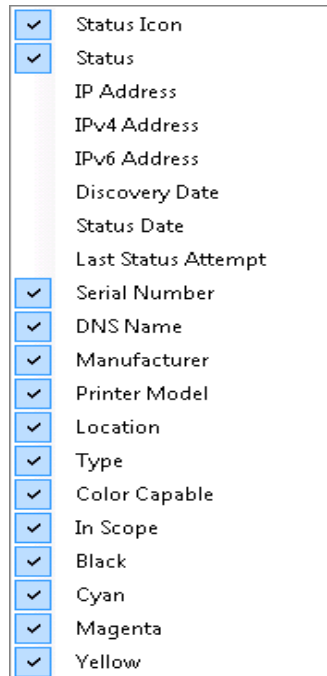 Status Icon
Status
IP Address
IPv4 Address
IPv6 Address
Discovery Date
Status Date
Last Status Attempt
Serial Number
DNS Name
Manufacturer
Printer Model
Location
Type
Color Capable
In Scope
Black
Cyan
Magenta
Yellow